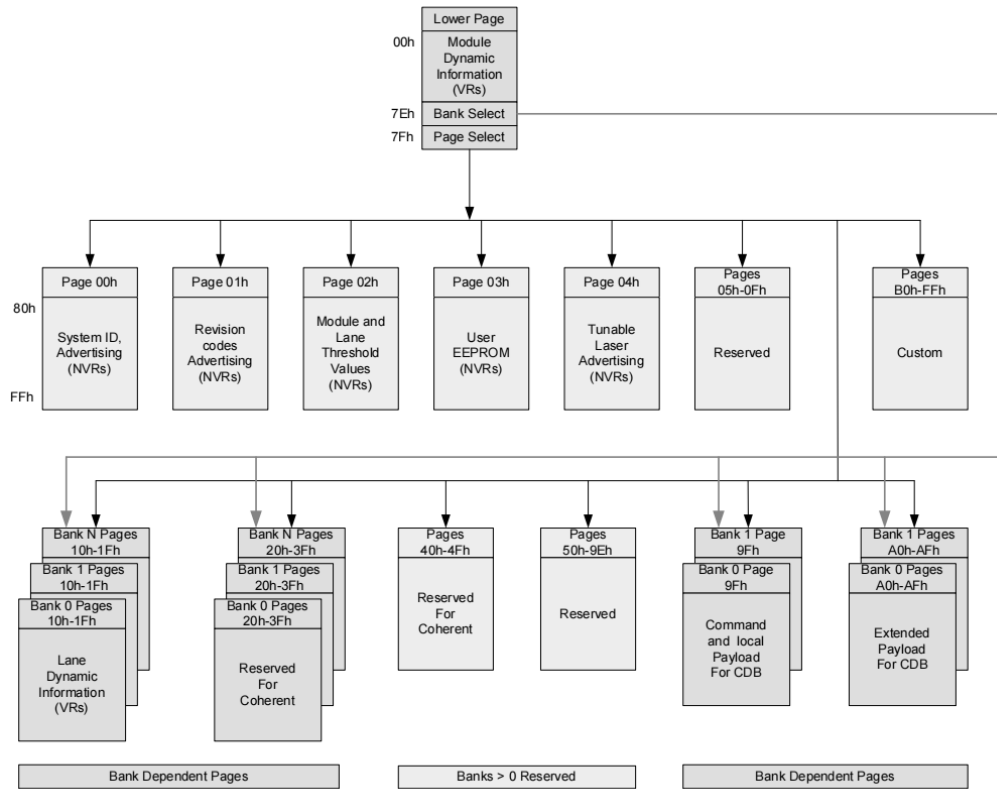 Lower Page
00h
Module
Dynamic
Information
(VRs)
7Eh
Bank Select
7Fh
Page Select
Page 00h
Page 01h
Page 02h
Page 03h
Page 04h
Pages
05h-0Fh
Pages
B0h-FFh
80h
FFh
System ID,
Advertising
(NVRs)
Revision
codes
Advertising
(NVRs)
Module and
Lane
Threshold
Values
(NVRs)
User
EEPROM
(NVRs)
Tunable
Laser
Advertising
(NVRs)
Reserved
Custom
Bank N Pages
10h-1Fh
Bank 1 Pages
10h-1Fh
Bank 0 Pages
10h-1Fh
Lane
Dynamic
Information
(VRs)
Bank N Pages
20h-3Fh
Bank 1 Pages
20h-3Fh
Bank 0 Pages
20h-3Fh
Reserved
For
Coherent
Pages
40h-4Fh
Reserved
For
Coherent
Pages
50h-9Eh
Reserved
Bank 1 Page
9Fh
Bank 0 Page
9Fh
Command
and local
Payload
For CDB
Bank 1 Pages
A0h-AFh
Bank 0 Pages
A0h-AFh
Extended
Payload
For CDB
Bank Dependent Pages
Banks > 0 Reserved
Bank Dependent Pages